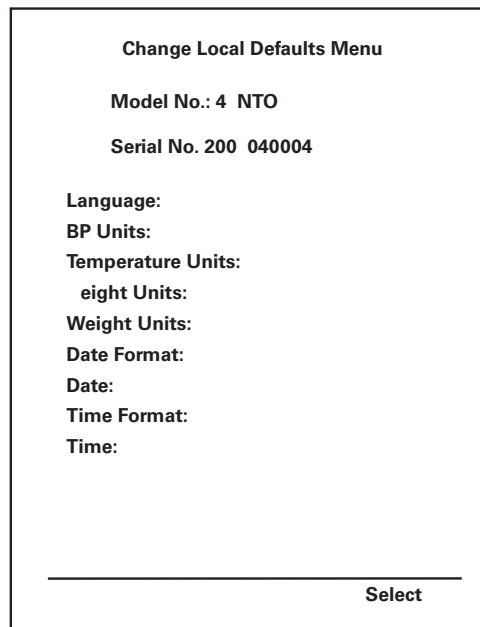 Change Local Defaults Menu
Model No.: 4 NTO
Serial No. 200 040004
Language:
BP Units:
Temperature Units:
eight Units:
Weight Units:
Date Format:
Date:
Time Format:
Time:
Select